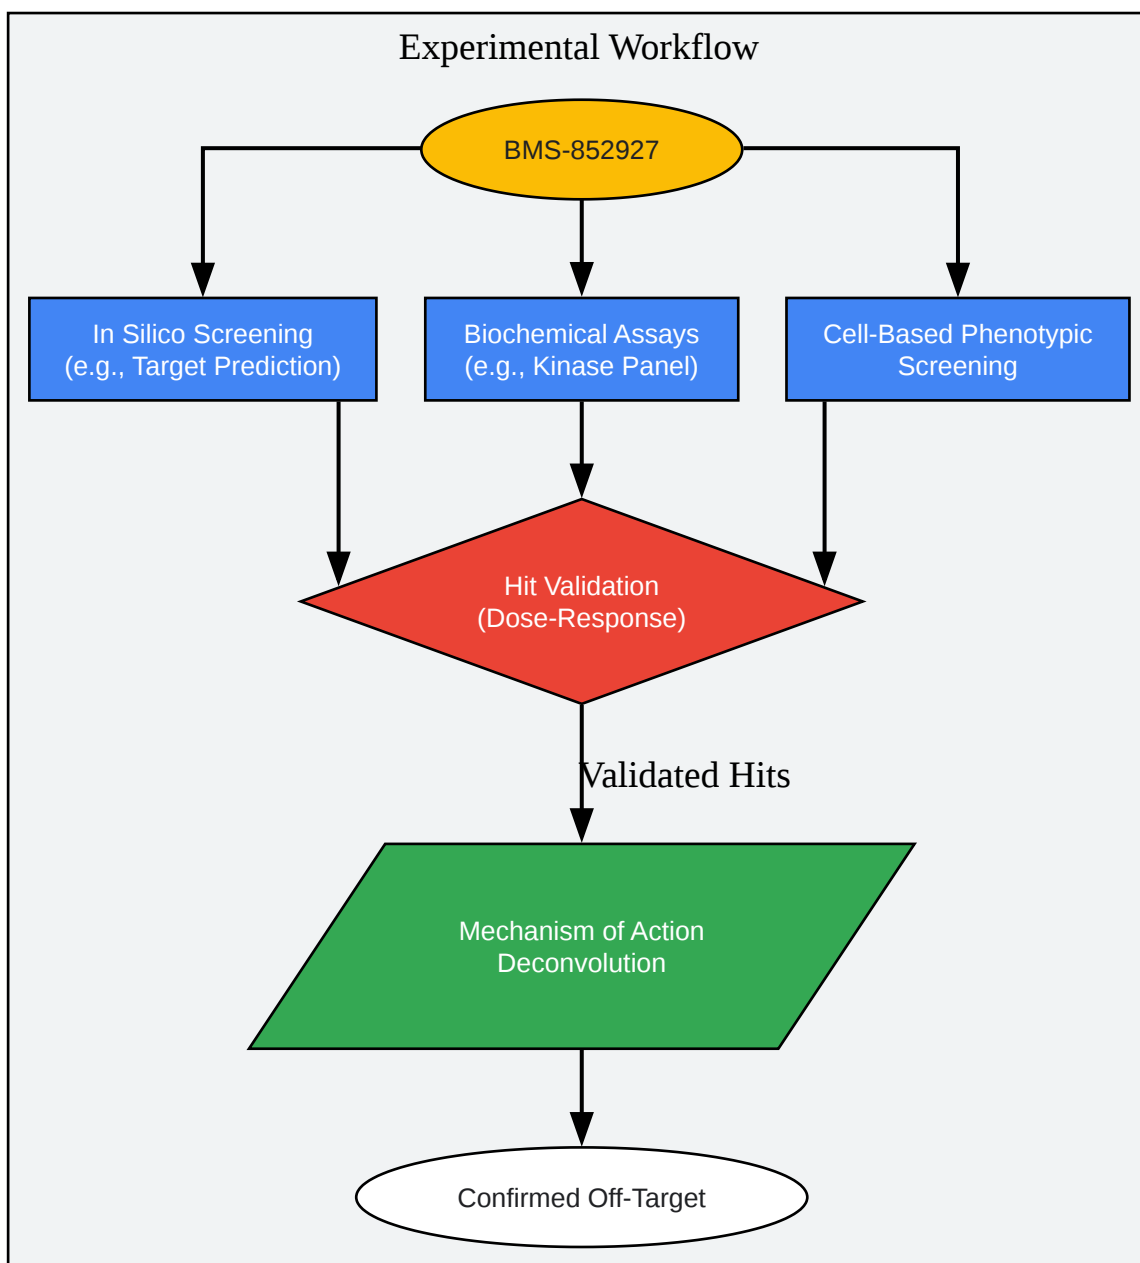 Experimental Workflow
BMS-852927
In Silico Screening
(e.g., Target Prediction)
Biochemical Assays
(e.g., Kinase Panel)
Cell-Based Phenotypic
Screening
Hit Validation
(Dose-Response)
Validated Hits
Mechanism of Action
Deconvolution
Confirmed Off-Target